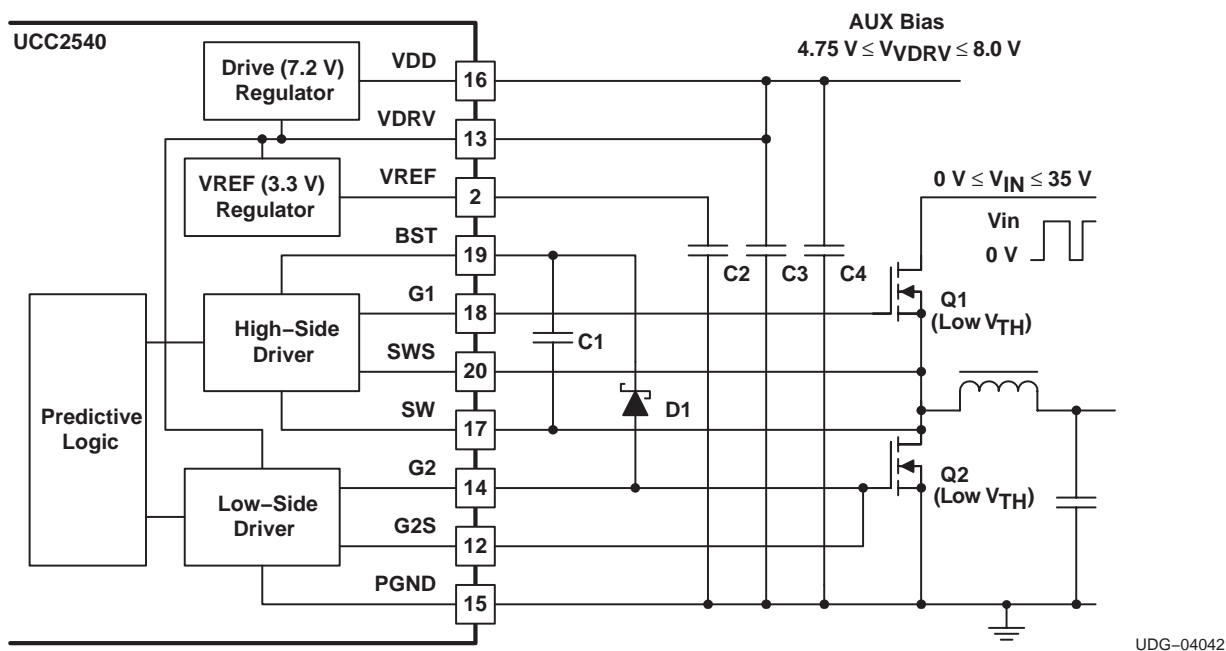 UCC2540
AUX Bias
4.75 V ≤ VVDRV ≤ 8.0 V
Drive (7.2 V)
Regulator
VDD
16
VDRV
13
VREF (3.3 V)
Regulator
VREF
2
0 V ≤ VIN ≤ 35 V
Vin
0 V
BST
19
C2
C3
C4
G1
18
Q1
(Low VTH)
High−Side
Driver
C1
SWS
20
Predictive
Logic
SW
17
D1
G2
14
Q2
(Low VTH)
Low−Side
Driver
G2S
12
PGND
15
UDG−04042